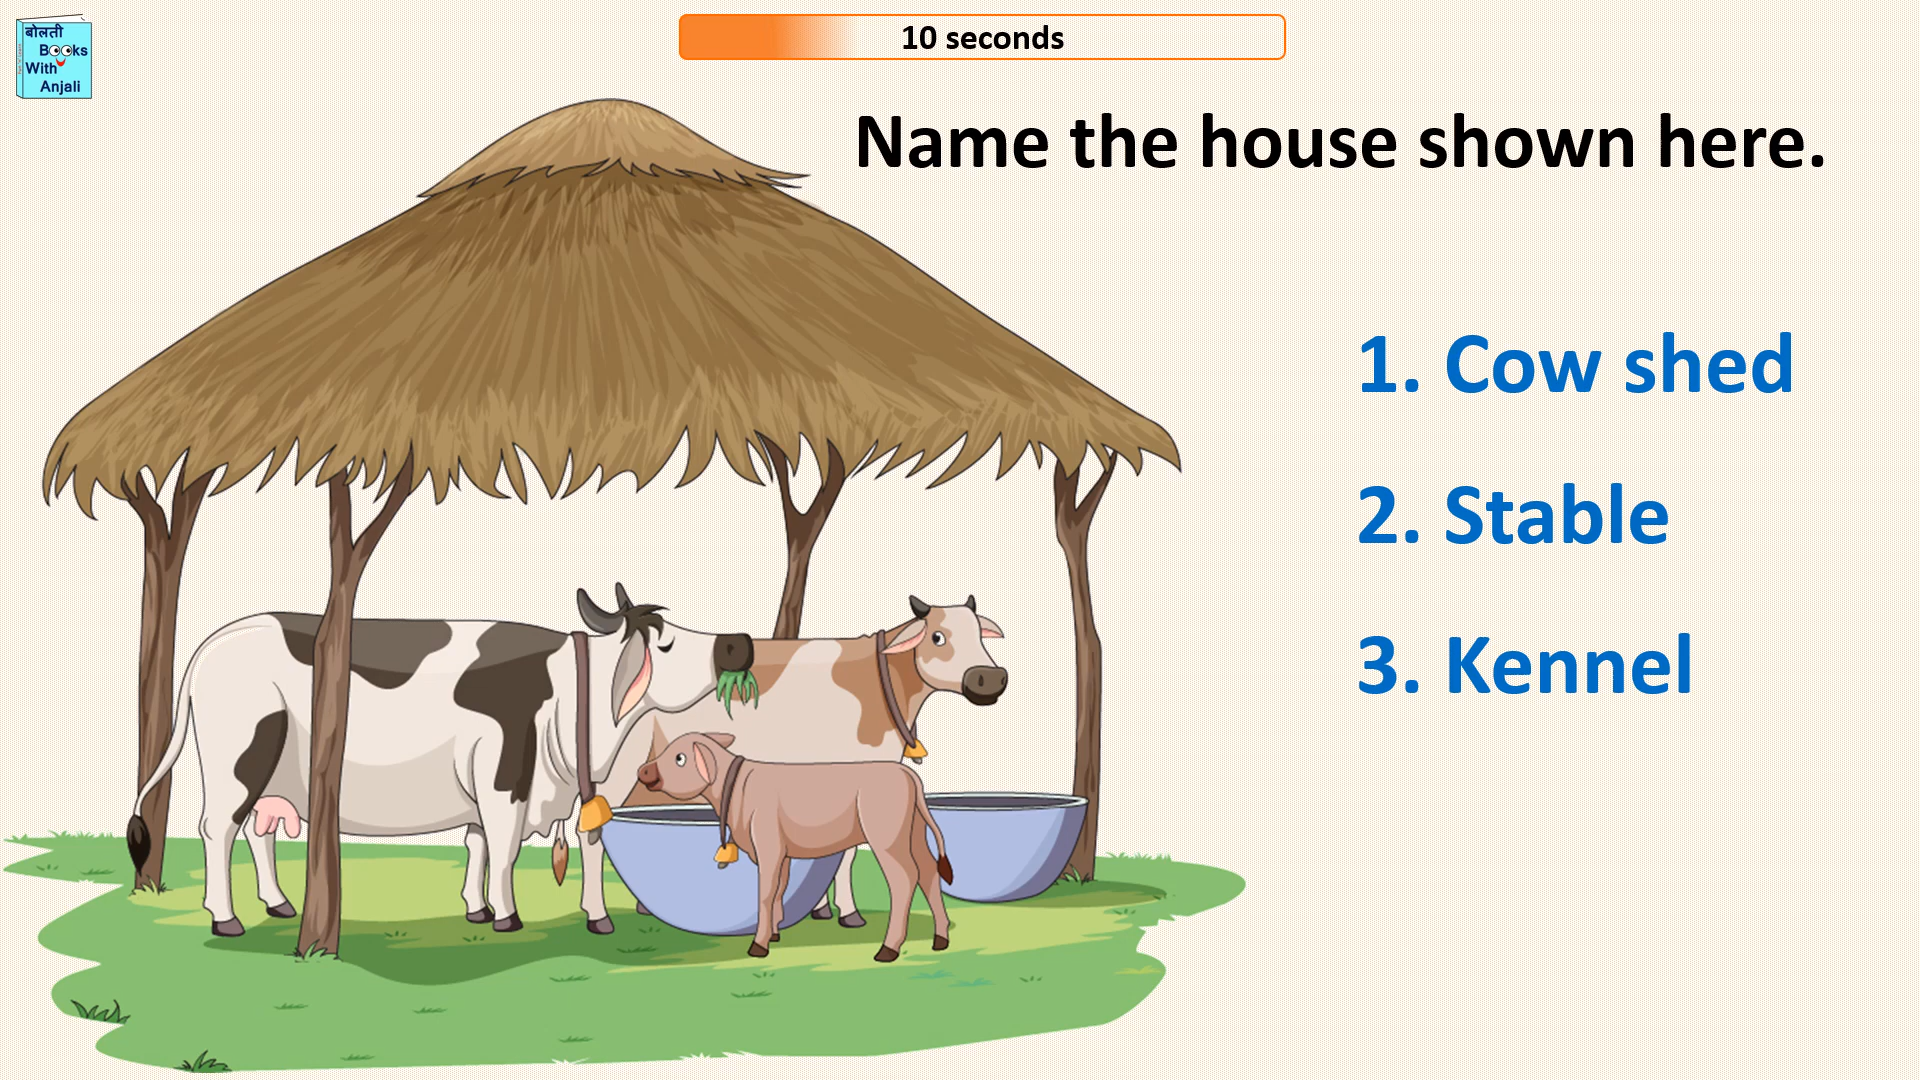 बोलती
Books
With
Anjali
10 seconds
Name the house shown here.
1. Cow shed
2. Stable
3. Kennel